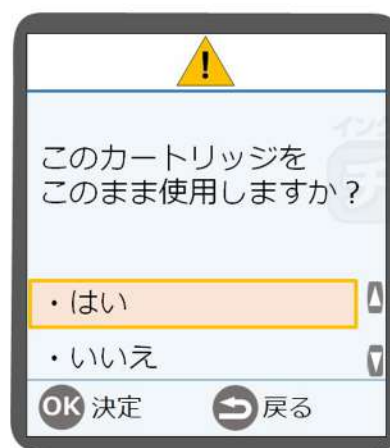 このカートリッジを
このまま使用しますか？
・はい
・いいえ
OK 決定
戻る